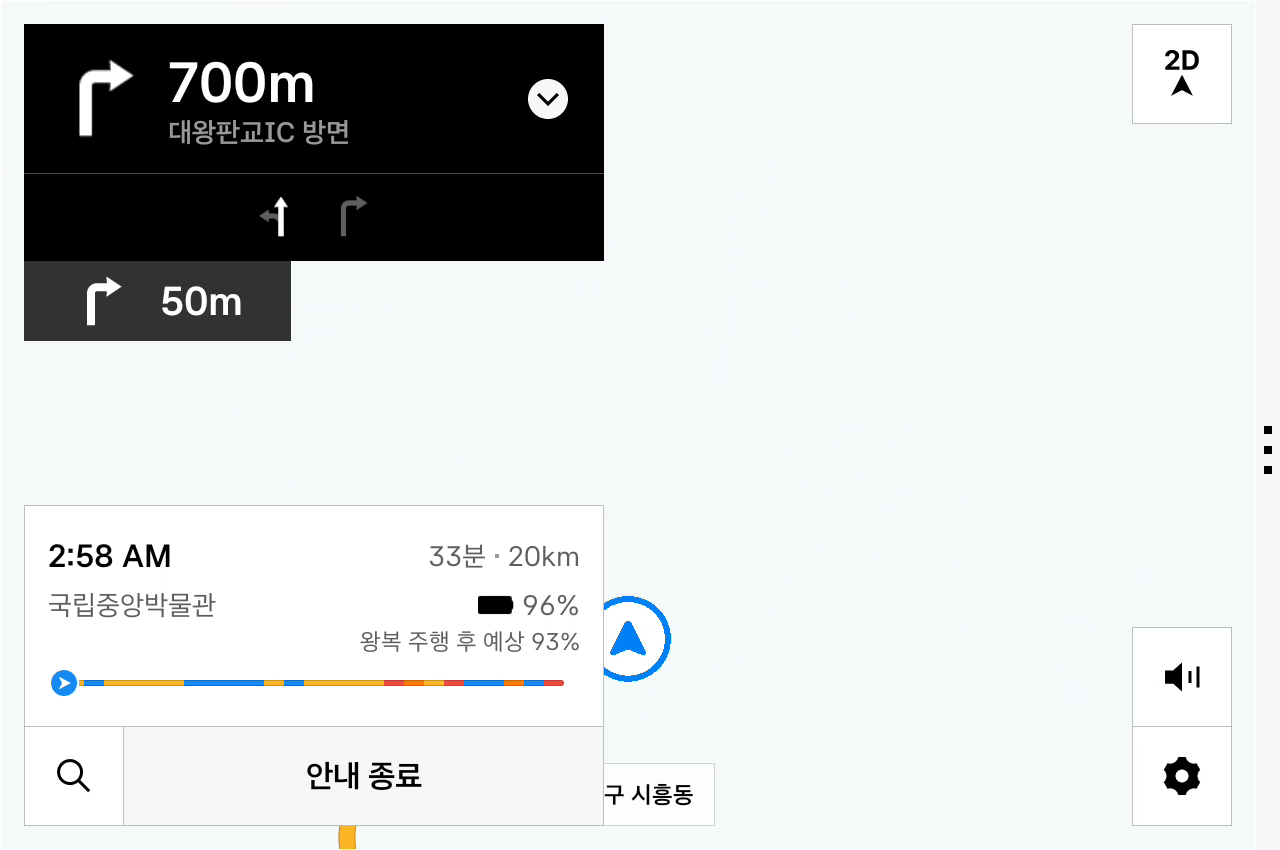 700m
대왕판교IC 방면
50m
2D
2:58 AM
33분 · 20km
국립중앙박물관
96%
왕복 주행 후 예상 93%
안내 종료
구 시흥동